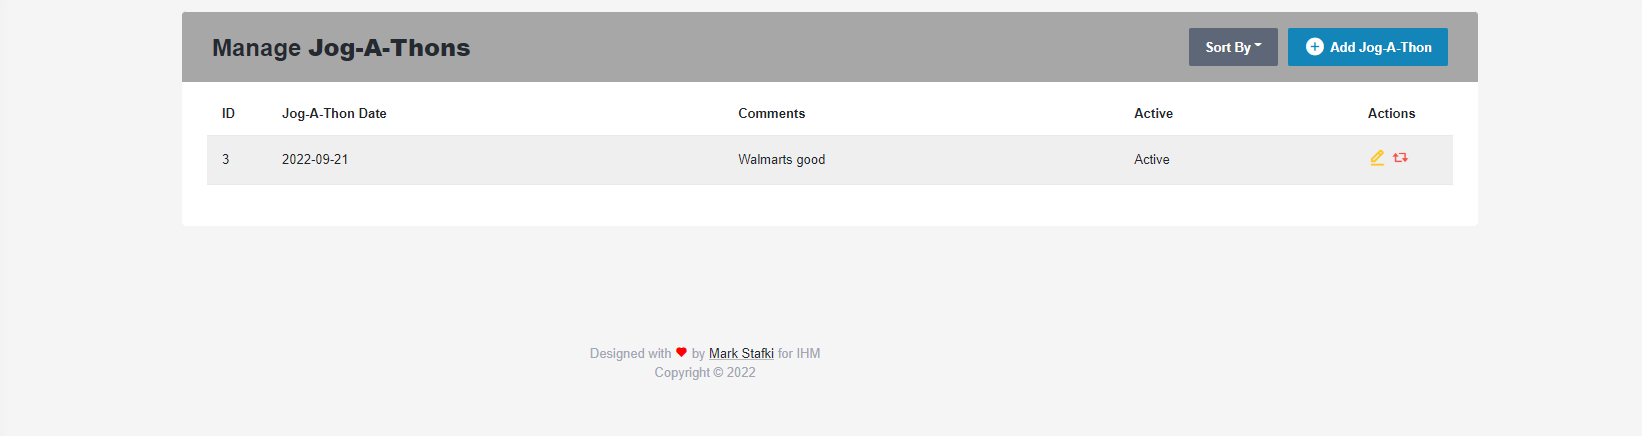 Manage Jog-A-Thons
Sort By
Add Jog-A-Thon
ID Jog-A-Thon Date Comments Active Actions
3 2022-09-21 Walmarts good Active
Designed with ❤ by Mark Stafki for IHM
Copyright © 2022